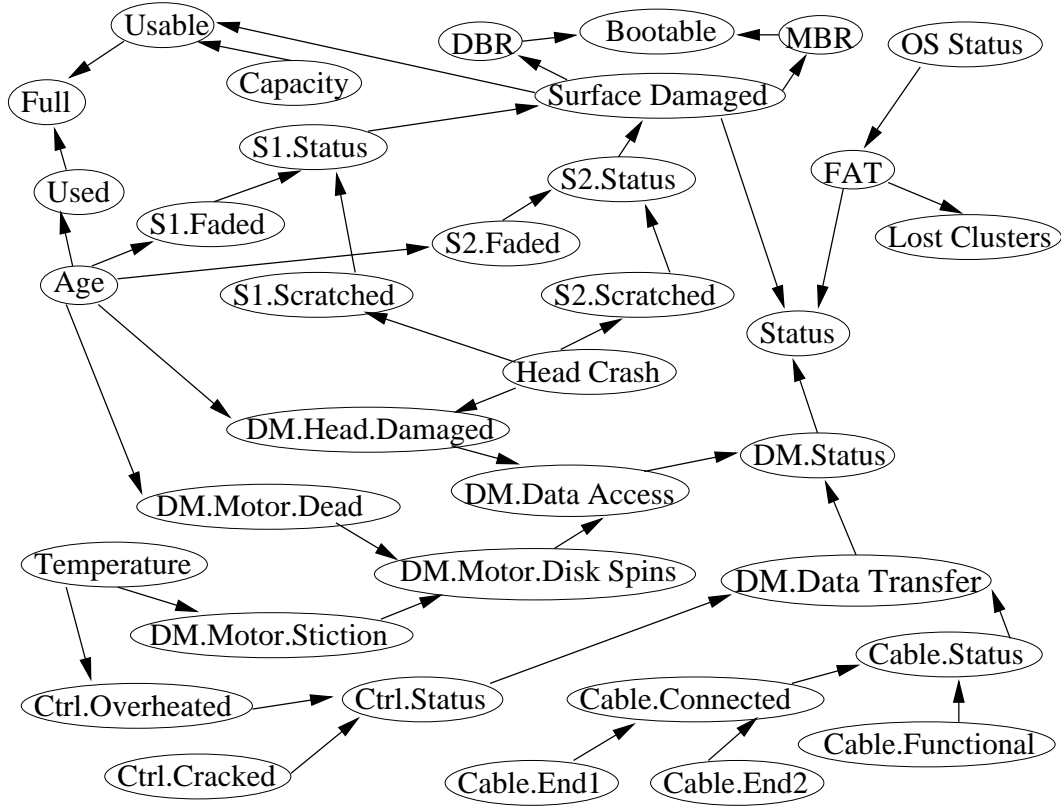 Usable
DBR
Bootable
MBR
OS Status
Capacity
Full
Surface Damaged
S1.Status
S2.Status
FAT
Used
S1.Faded
S2.Faded
Lost Clusters
Age
S1.Scratched
S2.Scratched
Status
Head Crash
DM.Head.Damaged
DM.Status
DM.Data Access
DM.Motor.Dead
Temperature
DM.Motor.Disk Spins
DM.Data Transfer
DM.Motor.Stiction
Cable.Status
Ctrl.Overheated
Ctrl.Status
Cable.Connected
Cable.Functional
Ctrl.Cracked
Cable.End1
Cable.End2